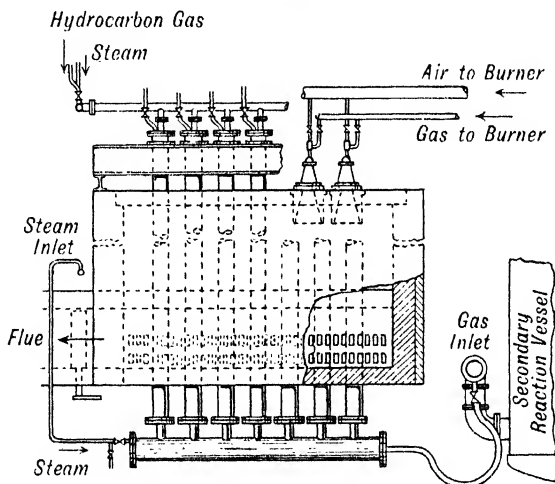 Hydrocarbon Gas
Steam
Air to Burner
Gas to Burner
Steam
Inlet
Flue
Gas
Inlet
Secondary
Reaction Vessel
Steam